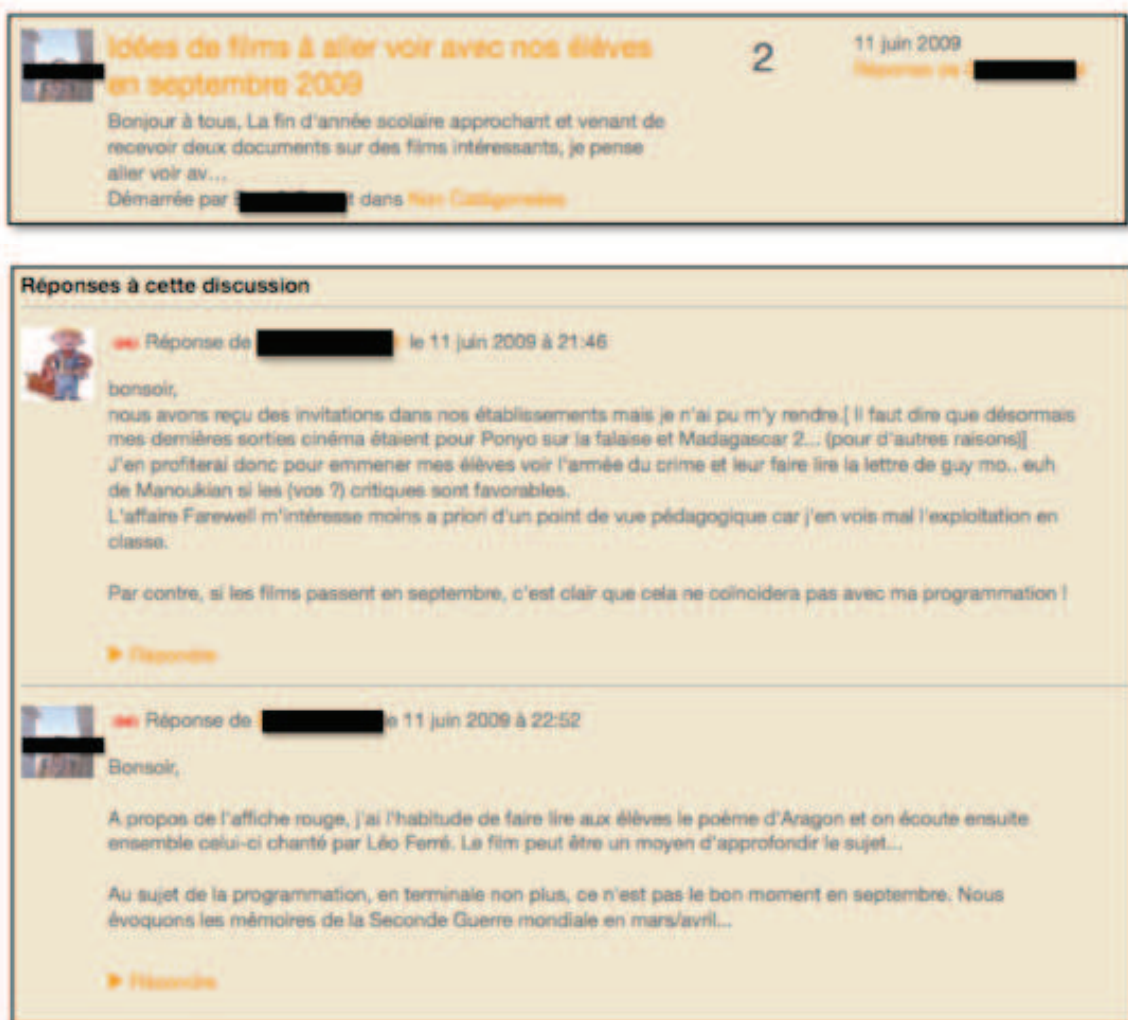 Idées de films à aller voir avec nos élèves
en septembre 2009
2
11 juin 2009
Réponse de
Bonjour à tous, La fin d'année scolaire approchant et venant de
recevoir deux documents sur des films intéressants, je pense
aller voir av...
Démarrée par t dans Non Catégorisées
Réponses à cette discussion
Réponse de le 11 juin 2009 à 21:46
bonsoir,
nous avons reçu des invitations dans nos établissements mais je n'ai pu m'y rendre.[ Il faut dire que désormais
mes dernières sorties cinéma étaient pour Ponyo sur la falaise et Madagascar 2... (pour d'autres raisons)]
J'en profiterai donc pour emmener mes élèves voir l'armée du crime et leur faire lire la lettre de guy mo.. euh
de Manoukian si les (vos ?) critiques sont favorables.
L'affaire Farewell m'intéresse moins a priori d'un point de vue pédagogique car j'en vois mal l'exploitation en
classe.
Par contre, si les films passent en septembre, c'est clair que cela ne coïncidera pas avec ma programmation !
▶ Répondre
Réponse de e 11 juin 2009 à 22:52
Bonsoir,
A propos de l'affiche rouge, j'ai l'habitude de faire lire aux élèves le poème d'Aragon et on écoute ensuite
ensemble celui-ci chanté par Léo Ferré. Le film peut être un moyen d'approfondir le sujet...
Au sujet de la programmation, en terminale non plus, ce n'est pas le bon moment en septembre. Nous
évoquons les mémoires de la Seconde Guerre mondiale en mars/avril...
▶ Répondre